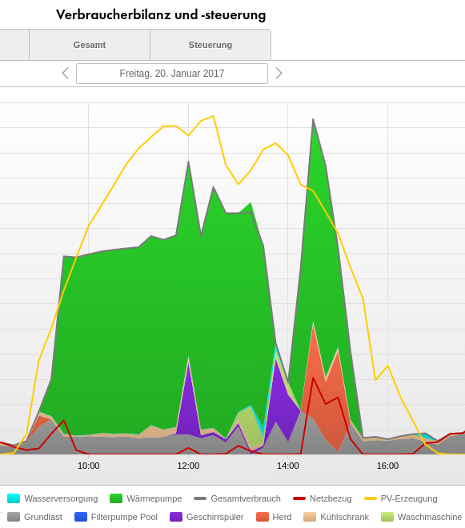 Verbraucherbilanz und -steuerung
Gesamt Steuerung
Freitag, 20. Januar 2017
10:00 12:00 14:00 16:00
Wasserversorgung Wärmepumpe Gesamtverbrauch Netzbezug PV-Erzeugung
Grundlast Filterpumpe Pool Geschirrspüler Herd Kühlschrank Waschmaschine